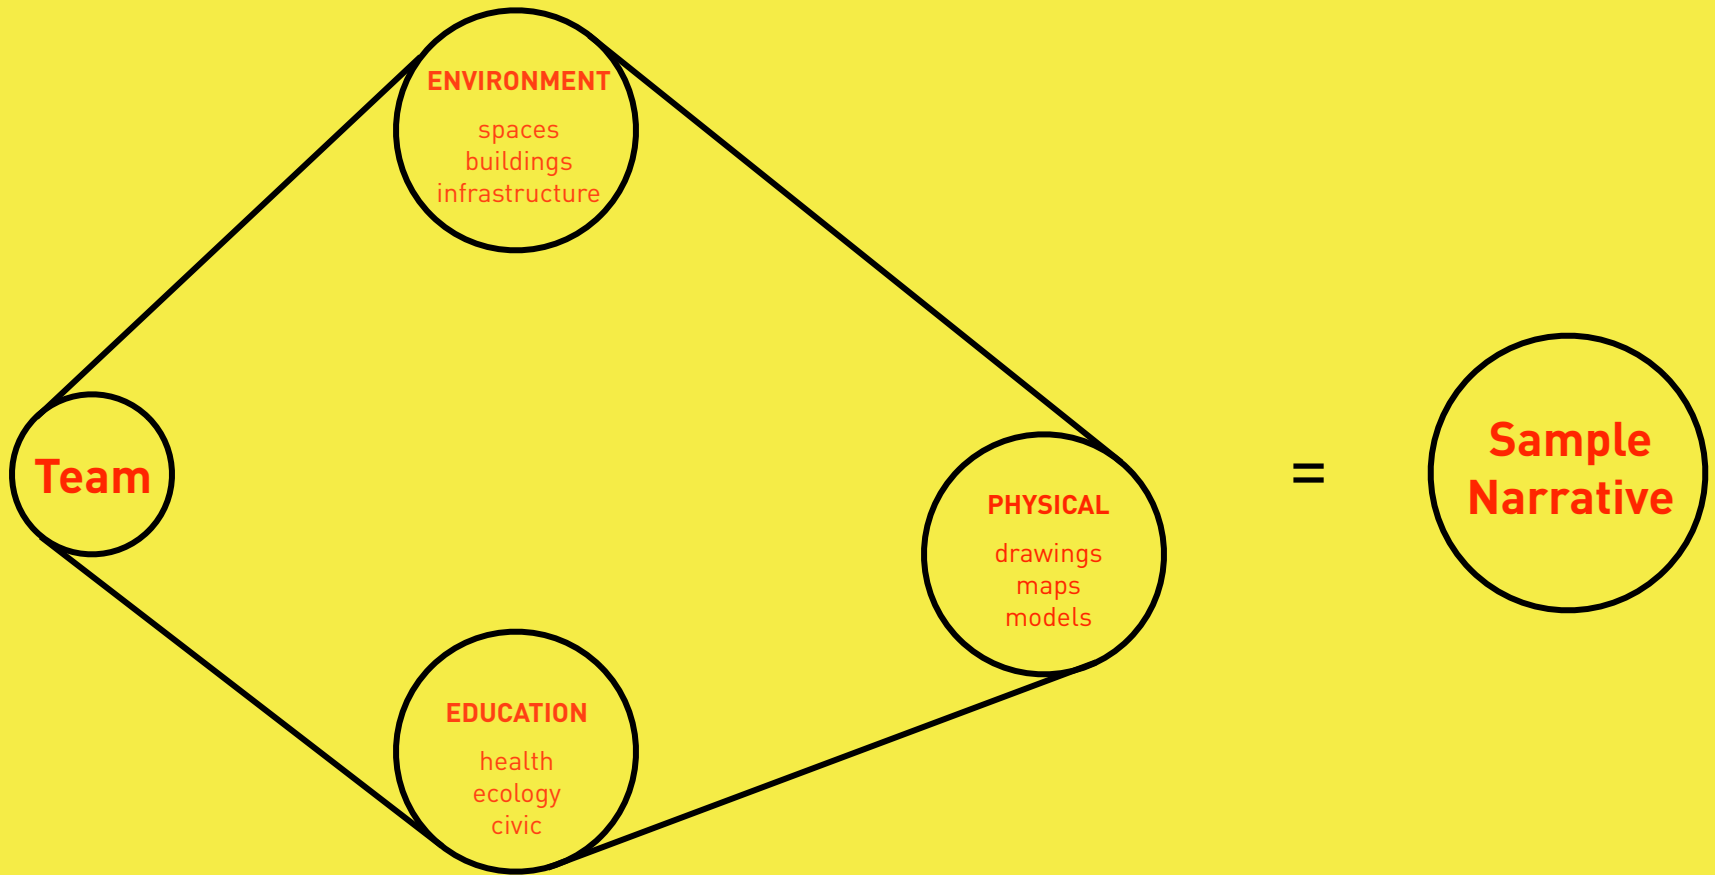 ENVIRONMENT
spaces
buildings
infrastructure
Team
PHYSICAL
drawings
maps
models
EDUCATION
health
ecology
civic
=
Sample
Narrative